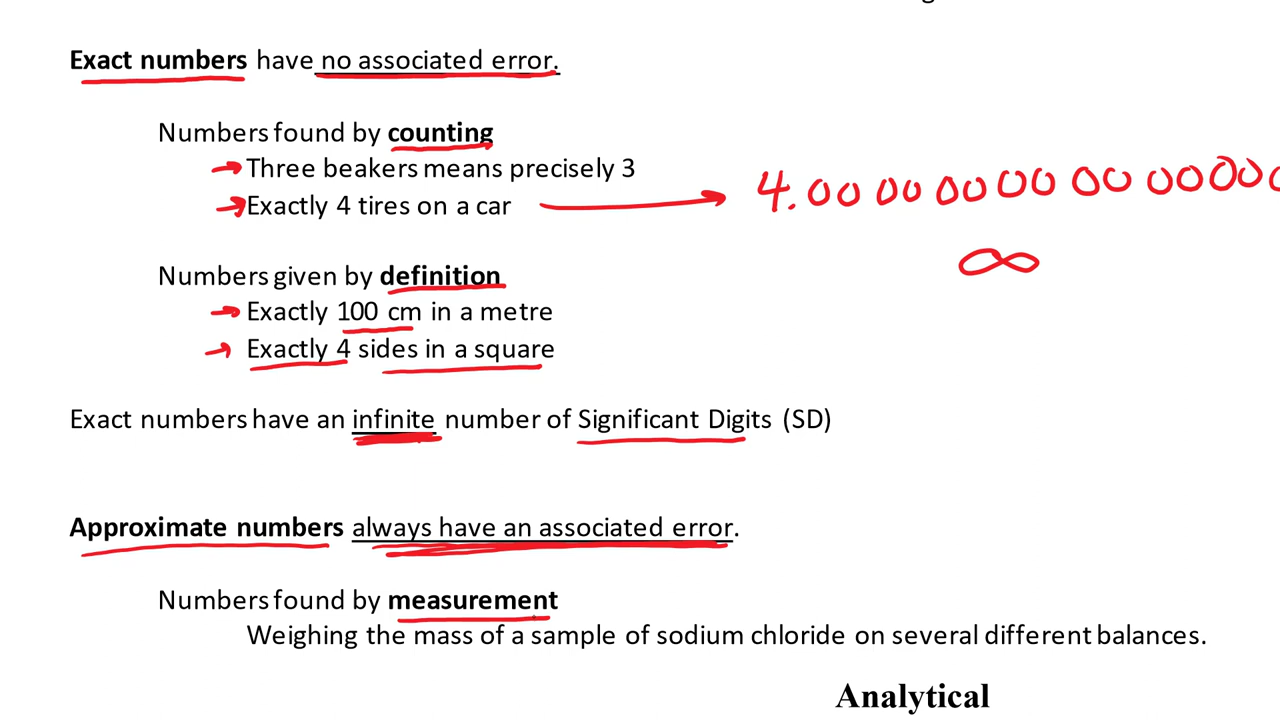 Exact numbers have no associated error.
Numbers found by counting
Three beakers means precisely 3
Exactly 4 tires on a car
4.00 00 00 00 00 00 00 0
∞
Numbers given by definition
Exactly 100 cm in a metre
Exactly 4 sides in a square
Exact numbers have an infinite number of Significant Digits (SD)
Approximate numbers always have an associated error.
Numbers found by measurement
Weighing the mass of a sample of sodium chloride on several different balances.
Analytical